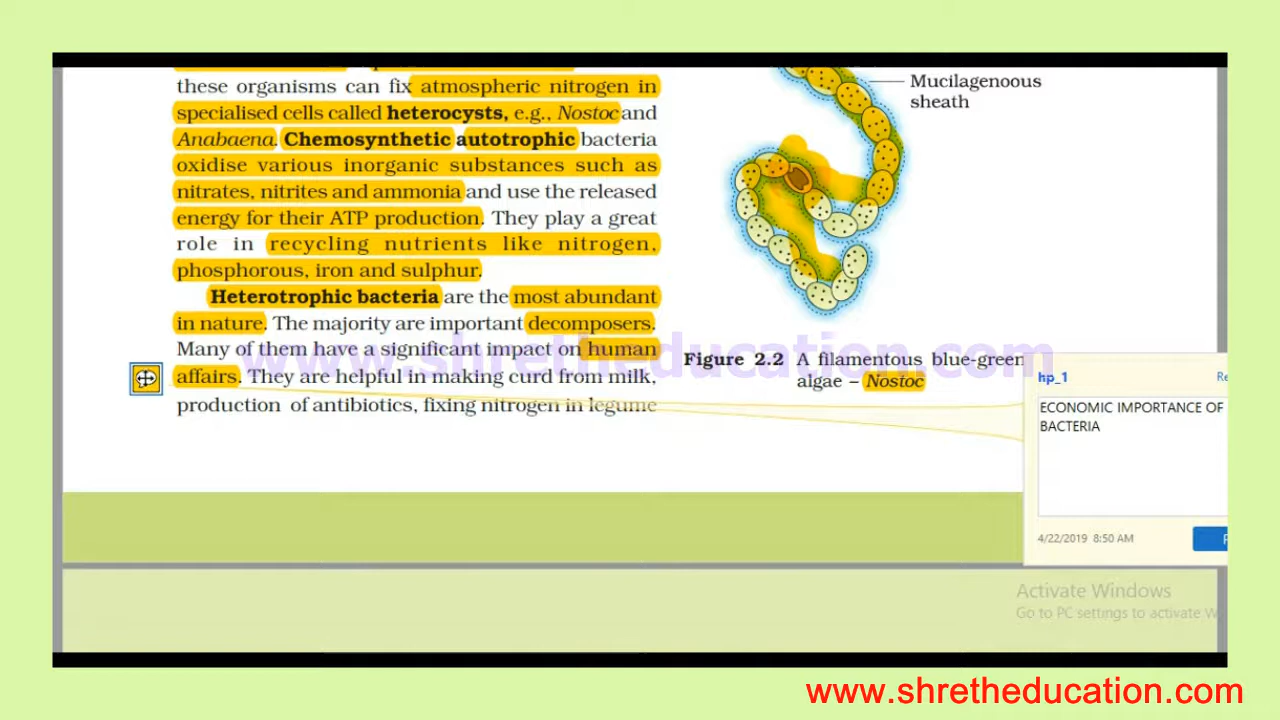 these organisms can fix atmospheric nitrogen in
specialised cells called heterocysts, e.g., Nostoc and
Anabaena. Chemosynthetic autotrophic bacteria
oxidise various inorganic substances such as
nitrates, nitrites and ammonia and use the released
energy for their ATP production. They play a great
role in recycling nutrients like nitrogen,
phosphorous, iron and sulphur.
Heterotrophic bacteria are the most abundant
in nature. The majority are important decomposers.
Many of them have a significant impact on human
affairs. They are helpful in making curd from milk,
production of antibiotics, fixing nitrogen in legume
Mucilagenoous
sheath
Figure 2.2 A filamentous blue-green
algae – Nostoc
www.shretheducation.com
hp_1
Re
ECONOMIC IMPORTANCE OF
BACTERIA
4/22/2019 8:50 AM
Activate Windows
Go to PC settings to activate W
www.shretheducation.com